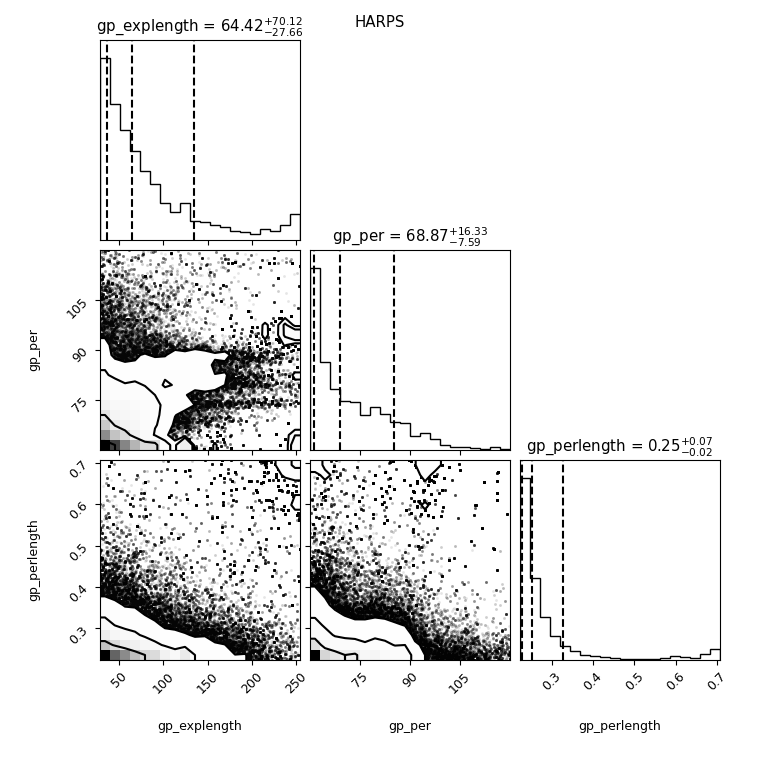 HARPS
gp_explength = 64.42+70.12−27.66
gp_per = 68.87+16.33−7.59
105
90
75
gp_per
gp_perlength = 0.25+0.07−0.02
0.7
0.6
0.5
0.4
0.3
gp_perlength
50 100 150 200 250 75 90 105 0.3 0.4 0.5 0.6 0.7
gp_explength gp_per gp_perlength